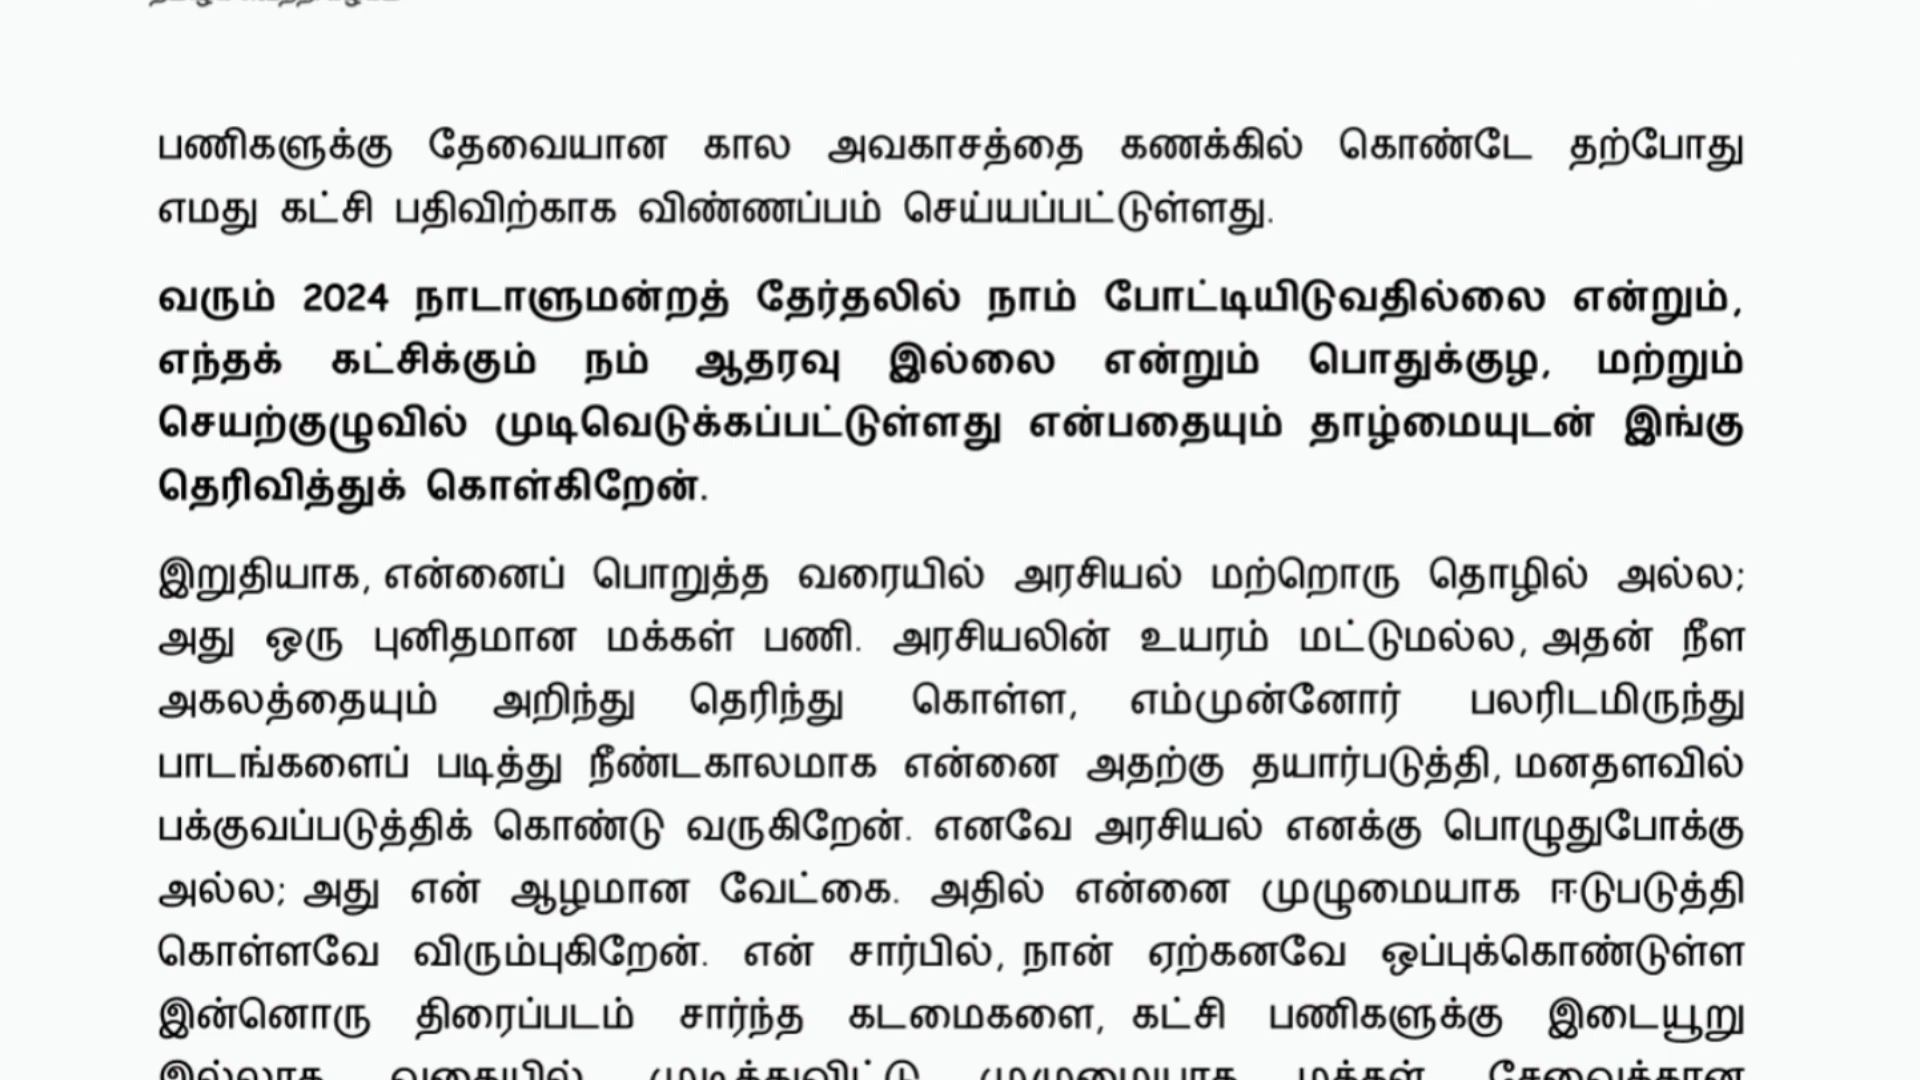 பணிகளுக்கு தேவையான கால அவகாசத்தை கணக்கில் கொண்டே தற்போது
எமது கட்சி பதிவிற்காக விண்ணப்பம் செய்யப்பட்டுள்ளது.
வரும் 2024 நாடாளுமன்றத் தேர்தலில் நாம் போட்டியிடுவதில்லை என்றும்,
எந்தக் கட்சிக்கும் நம் ஆதரவு இல்லை என்றும் பொதுக்குழ, மற்றும்
செயற்குழுவில் முடிவெடுக்கப்பட்டுள்ளது என்பதையும் தாழ்மையுடன் இங்கு
தெரிவித்துக் கொள்கிறேன்.
இறுதியாக, என்னைப் பொறுத்த வரையில் அரசியல் மற்றொரு தொழில் அல்ல;
அது ஒரு புனிதமான மக்கள் பணி. அரசியலின் உயரம் மட்டுமல்ல, அதன் நீள
அகலத்தையும் அறிந்து தெரிந்து கொள்ள, எம்முன்னோர் பலரிடமிருந்து
பாடங்களைப் படித்து நீண்டகாலமாக என்னை அதற்கு தயார்படுத்தி, மனதளவில்
பக்குவப்படுத்திக் கொண்டு வருகிறேன். எனவே அரசியல் எனக்கு பொழுதுபோக்கு
அல்ல; அது என் ஆழமான வேட்கை. அதில் என்னை முழுமையாக ஈடுபடுத்தி
கொள்ளவே விரும்புகிறேன். என் சார்பில், நான் ஏற்கனவே ஒப்புக்கொண்டுள்ள
இன்னொரு திரைப்படம் சார்ந்த கடமைகளை, கட்சி பணிகளுக்கு இடையூறு
இல்லாத வகையில் முடித்துவிட்டு முழுமையாக மக்கள் சேவைக்கான